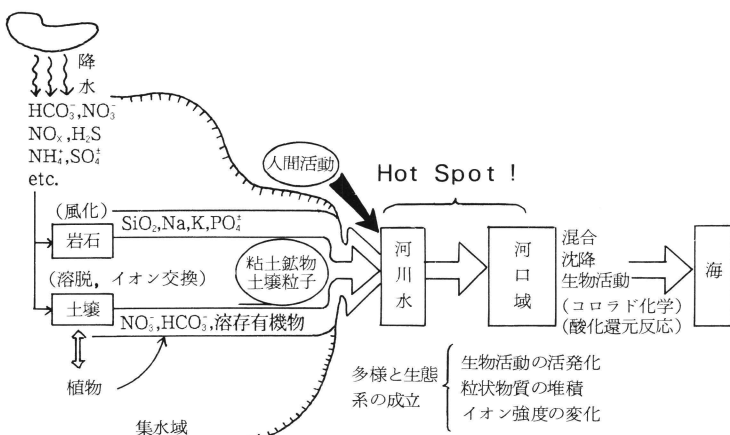 降
水
HCO₃⁻,NO₃⁻
NOₓ,H₂S
NH₄⁺,SO₄±
etc.
人間活動
Hot Spot !
(風化)
SiO₂,Na,K,PO₄±
岩石
粘土鉱物
土壌粒子
(溶脱，イオン交換)
土壌
NO₃⁻,HCO₃⁻,溶存有機物
植物
集水域
河川水
河口域
混合
沈降
生物活動
(コロラド化学)
(酸化還元反応)
海
多様と生態
系の成立
生物活動の活発化
粒状物質の堆積
イオン強度の変化